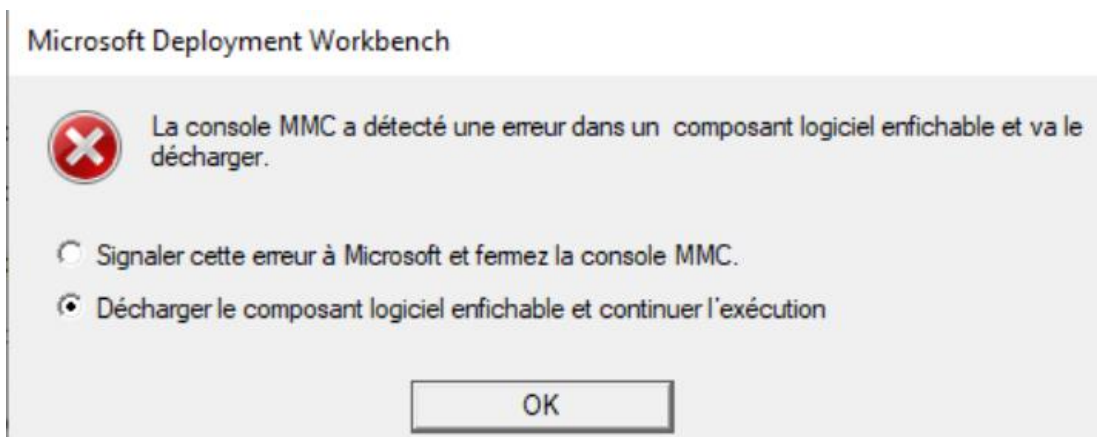 Microsoft Deployment Workbench
La console MMC a détecté une erreur dans un composant logiciel enfichable et va le
décharger.
Signaler cette erreur à Microsoft et fermez la console MMC.
Décharger le composant logiciel enfichable et continuer l'exécution
OK